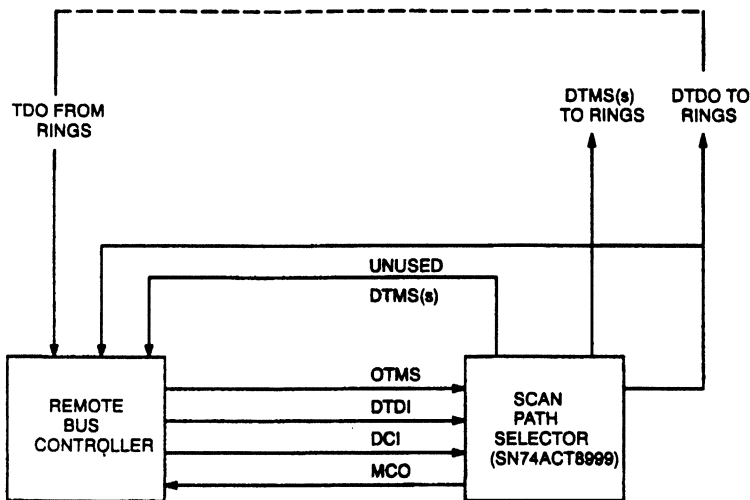 TDO FROM
RINGS
DTMS(s)
TO RINGS
DTDO TO
RINGS
UNUSED
DTMS(s)
REMOTE
BUS
CONTROLLER
OTMS
DTDI
DCI
MCO
SCAN
PATH
SELECTOR
(SN74ACT8999)